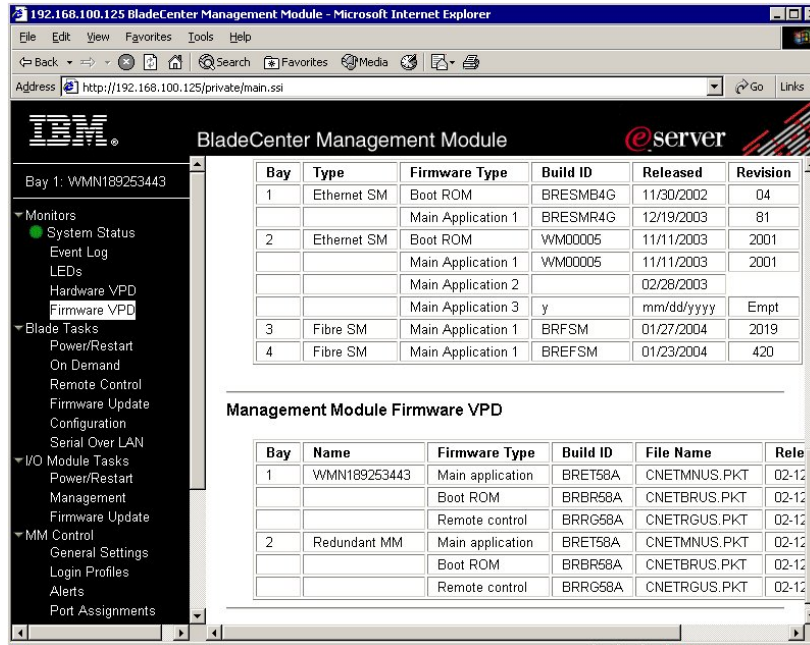 192.168.100.125 BladeCenter Management Module - Microsoft Internet Explorer
File Edit View Favorites Tools Help
Back Search Favorites Media
Address http://192.168.100.125/private/main.ssi Go Links
IBM® BladeCenter Management Module eserver
Bay 1: WMN189253443
Monitors
System Status
Event Log
LEDs
Hardware VPD
Firmware VPD
Blade Tasks
Power/Restart
On Demand
Remote Control
Firmware Update
Configuration
Serial Over LAN
I/O Module Tasks
Power/Restart
Management
Firmware Update
MM Control
General Settings
Login Profiles
Alerts
Port Assignments
Bay Type Firmware Type Build ID Released Revision
1 Ethernet SM Boot ROM BRESMB4G 11/30/2002 04
Main Application 1 BRESMR4G 12/19/2003 81
2 Ethernet SM Boot ROM WM00005 11/11/2003 2001
Main Application 1 WM00005 11/11/2003 2001
Main Application 2 02/28/2003
Main Application 3 y mm/dd/yyyy Empt
3 Fibre SM Main Application 1 BRFSM 01/27/2004 2019
4 Fibre SM Main Application 1 BREFSM 01/23/2004 420
Management Module Firmware VPD
Bay Name Firmware Type Build ID File Name Rele
1 WMN189253443 Main application BRET58A CNETMNUS.PKT 02-12
Boot ROM BRBR58A CNETBRUS.PKT 02-12
Remote control BRRG58A CNETRGUS.PKT 02-12
2 Redundant MM Main application BRET58A CNETMNUS.PKT 02-12
Boot ROM BRBR58A CNETBRUS.PKT 02-12
Remote control BRRG58A CNETRGUS.PKT 02-12